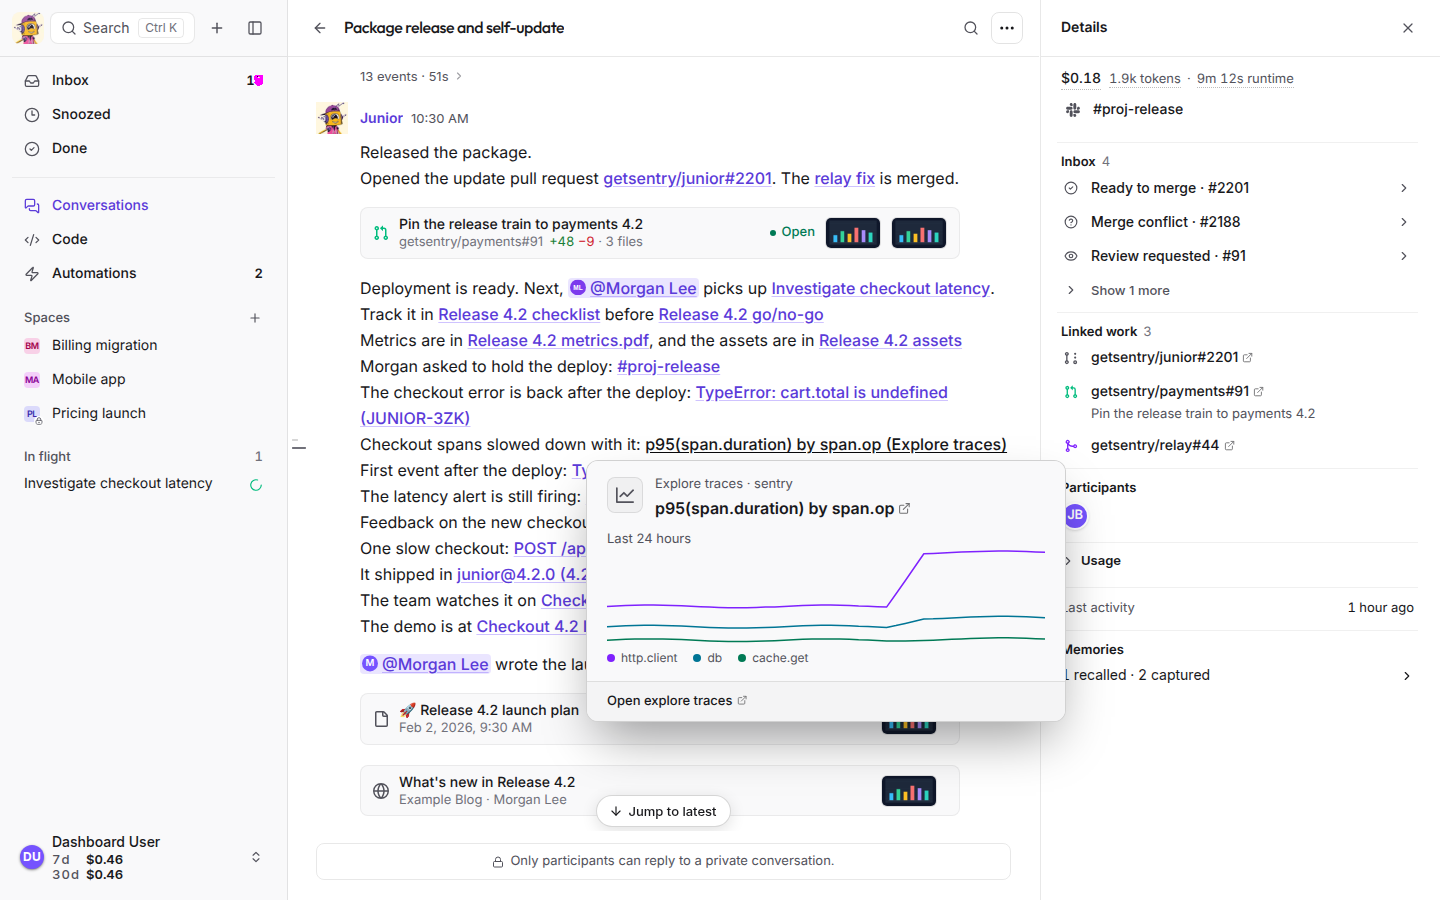 Search Ctrl K
Inbox
Snoozed
Done
Conversations
Code
Automations 2
Spaces
BM Billing migration
MA Mobile app
PL Pricing launch
In flight 1
Investigate checkout latency
DU Dashboard User
7d $0.46
30d $0.46
Package release and self-update
13 events · 51s
Junior 10:30 AM
Released the package.
Opened the update pull request getsentry/junior#2201. The relay fix is merged.
Pin the release train to payments 4.2
getsentry/payments#91 +48 −9 · 3 files
Open
Deployment is ready. Next, ML @Morgan Lee picks up Investigate checkout latency.
Track it in Release 4.2 checklist before Release 4.2 go/no-go
Metrics are in Release 4.2 metrics.pdf, and the assets are in Release 4.2 assets
Morgan asked to hold the deploy: #proj-release
The checkout error is back after the deploy: TypeError: cart.total is undefined
(JUNIOR-3ZK)
Checkout spans slowed down with it: p95(span.duration) by span.op (Explore traces)
First event after the deploy:
The latency alert is still firing:
Feedback on the new
One slow checkout: POST
It shipped in junior@4.2.0
The team watches it on
The demo is at Checkout 4.2
M @Morgan Lee wrote the
🚀 Release 4.2 launch plan
Feb 2, 2026, 9:30 AM
What's new in Release 4.2
Example Blog · Morgan Lee
Jump to latest
Only participants can reply to a private conversation.
Explore traces · sentry
p95(span.duration) by span.op
Last 24 hours
http.client db cache.get
Open explore traces
Details
$0.18 1.9k tokens · 9m 12s runtime
#proj-release
Inbox 4
Ready to merge · #2201
Merge conflict · #2188
Review requested · #91
Show 1 more
Linked work 3
getsentry/junior#2201
getsentry/payments#91
Pin the release train to payments 4.2
getsentry/relay#44
Participants
JB
Usage
Last activity 1 hour ago
Memories
1 recalled · 2 captured